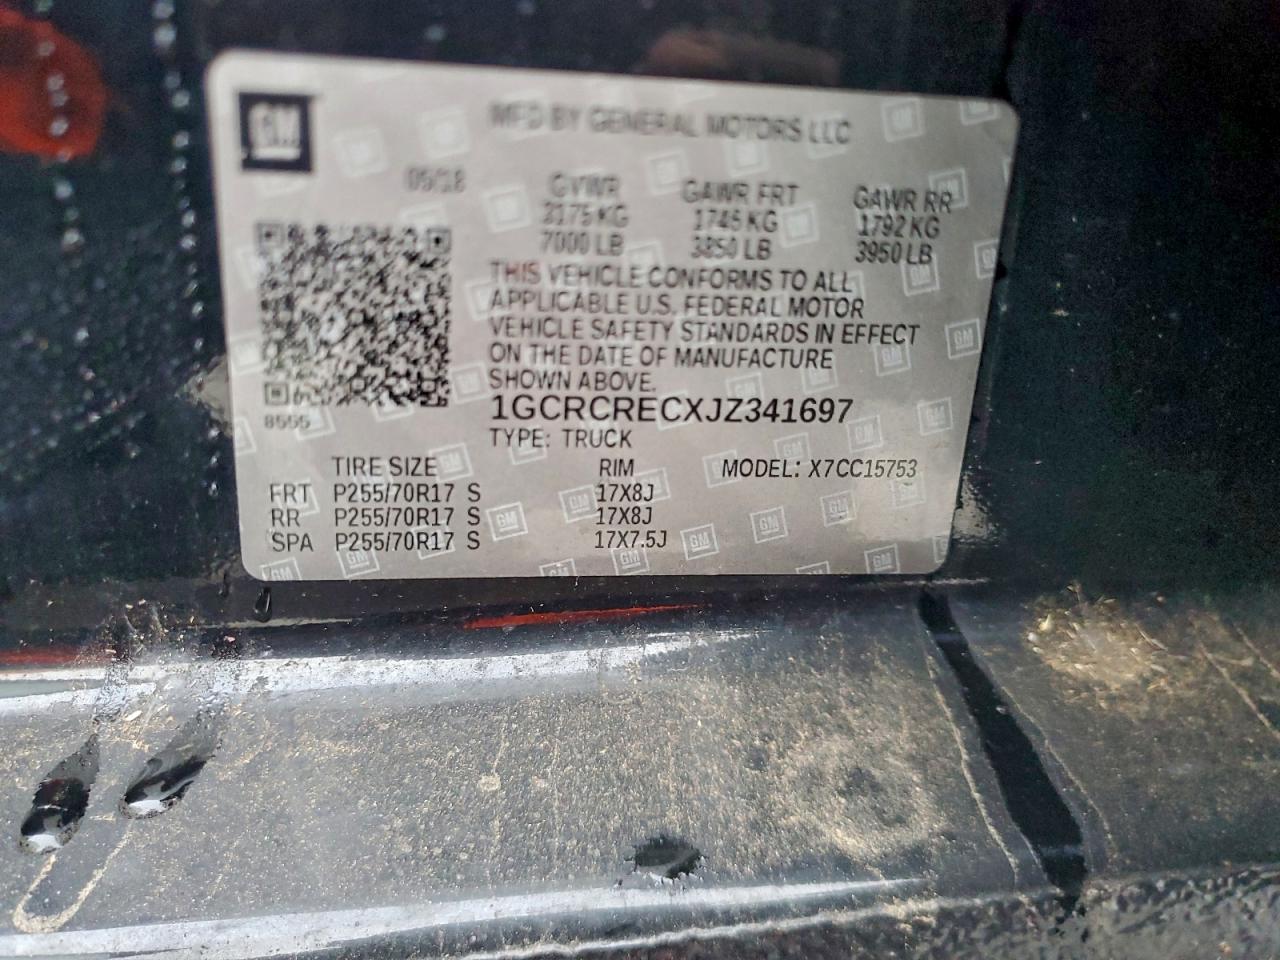 GM
MFD BY GENERAL MOTORS LLC
05/18
GVWR GAWR FRT GAWR RR
3175 KG 1746 KG 1792 KG
7000 LB 3850 LB 3950 LB
THIS VEHICLE CONFORMS TO ALL
APPLICABLE U.S. FEDERAL MOTOR
VEHICLE SAFETY STANDARDS IN EFFECT
ON THE DATE OF MANUFACTURE
SHOWN ABOVE.
8555
1GCRCRECXJZ341697
TYPE: TRUCK
TIRE SIZE RIM MODEL: X7CC15753
FRT P255/70R17 S 17X8J
RR P255/70R17 S 17X8J
SPA P255/70R17 S 17X7.5J